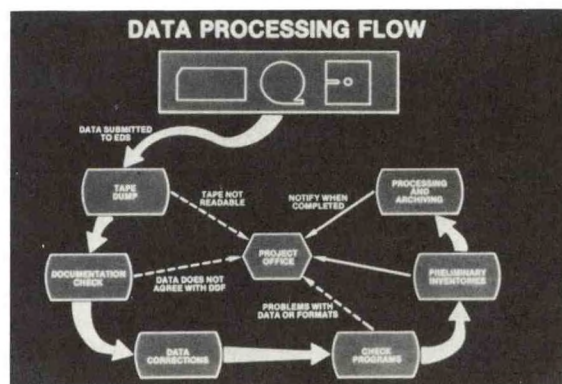 DATA PROCESSING FLOW
DATA SUBMITTED
TO EDS
TAPE
DUMP
TAPE NOT
READABLE
NOTIFY WHEN
COMPLETED
PROCESSING
AND
ARCHIVING
PROJECT
OFFICE
DOCUMENTATION
CHECK
DATA DOES NOT
AGREE WITH DDF
PRELIMINARY
INVENTORIES
PROBLEMS WITH
DATA OR FORMATS
DATA
CORRECTIONS
CHECK
PROGRAMS